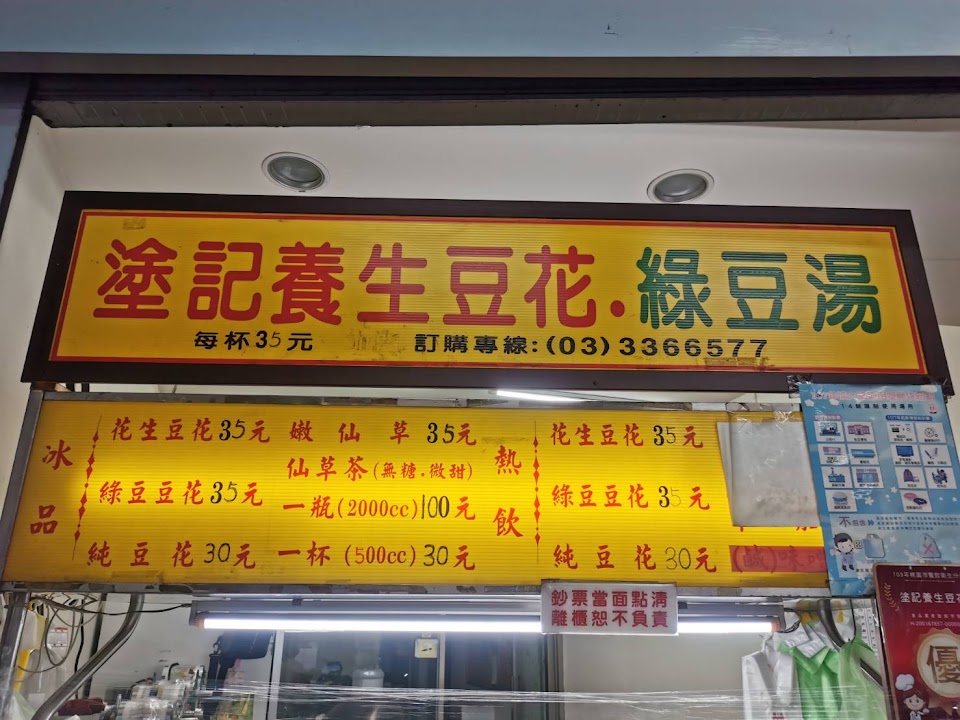 塗記養生豆花．綠豆湯
每杯35元 訂購專線:(03)3366577
冰品
花生豆花35元
綠豆豆花35元
純豆花30元
嫩仙草35元
仙草茶(無糖.微甜)
一瓶(2000cc)100元
一杯(500cc)30元
熱飲
花生豆花35元
綠豆豆花35元
純豆花30元
(鹹)味
鈔票當面點清
離櫃恕不負責
不包含
塗記養生豆花
優